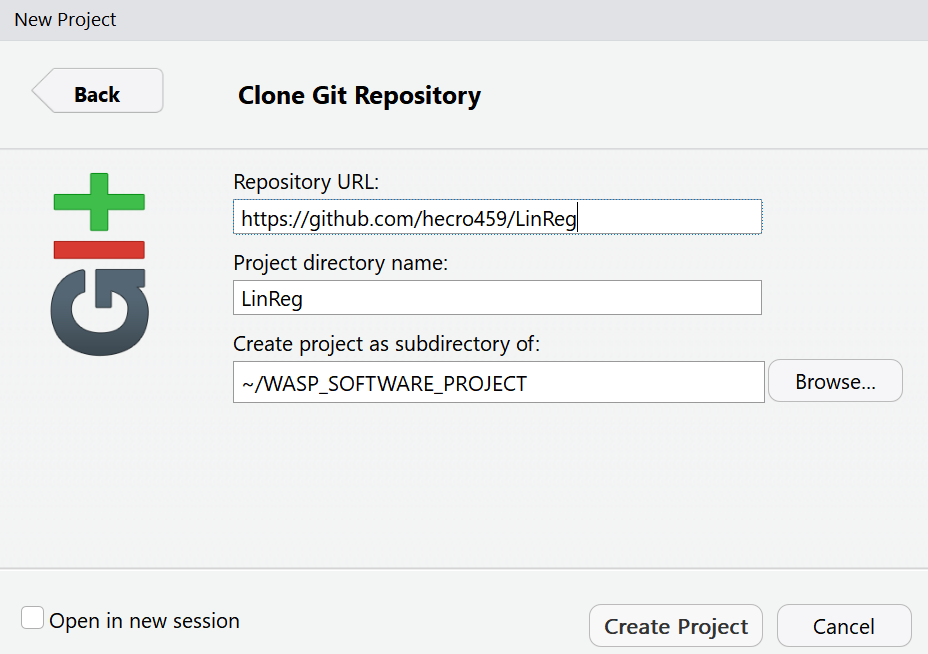 New Project
Back
Clone Git Repository
Repository URL:
https://github.com/hecro459/LinReg
Project directory name:
LinReg
Create project as subdirectory of:
~/WASP_SOFTWARE_PROJECT
Browse...
Open in new session
Create Project
Cancel